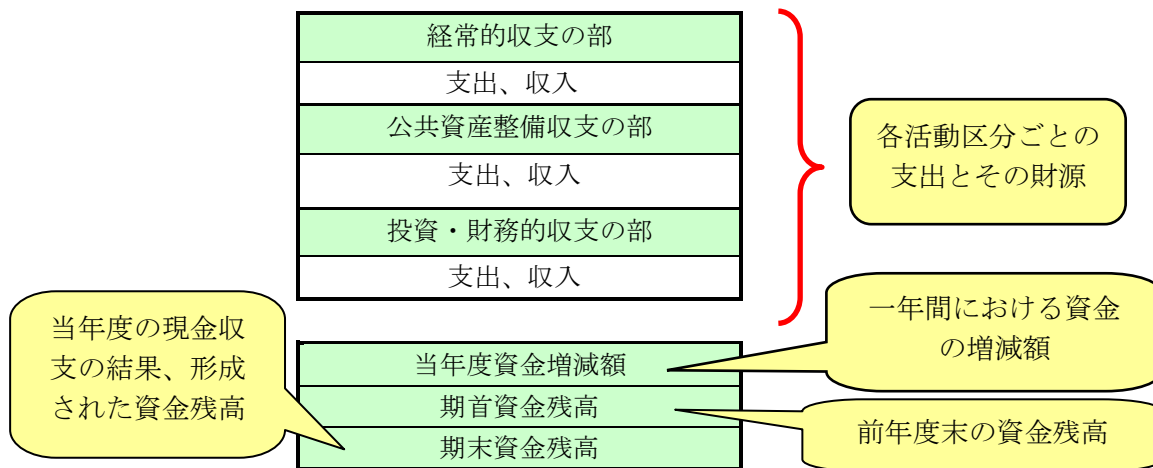 経常的収支の部
支出、収入
公共資産整備収支の部
支出、収入
投資・財務的収支の部
支出、収入
各活動区分ごとの
支出とその財源
当年度の現金収
支の結果、形成
された資金残高
当年度資金増減額
期首資金残高
期末資金残高
一年間における資金
の増減額
前年度末の資金残高